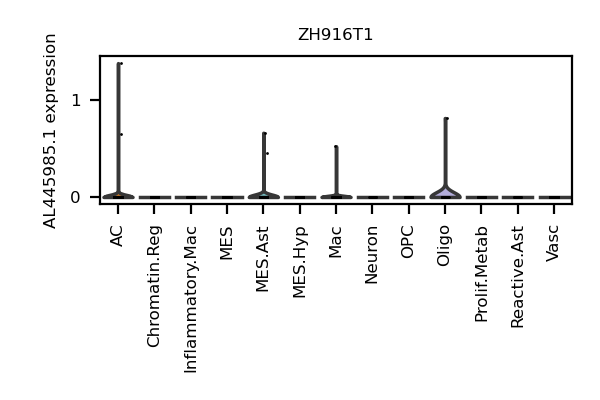 ZH916T1
AL445985.1 expression
1
0
AC
Chromatin.Reg
Inflammatory.Mac
MES
MES.Ast
MES.Hyp
Mac
Neuron
OPC
Oligo
Prolif.Metab
Reactive.Ast
Vasc